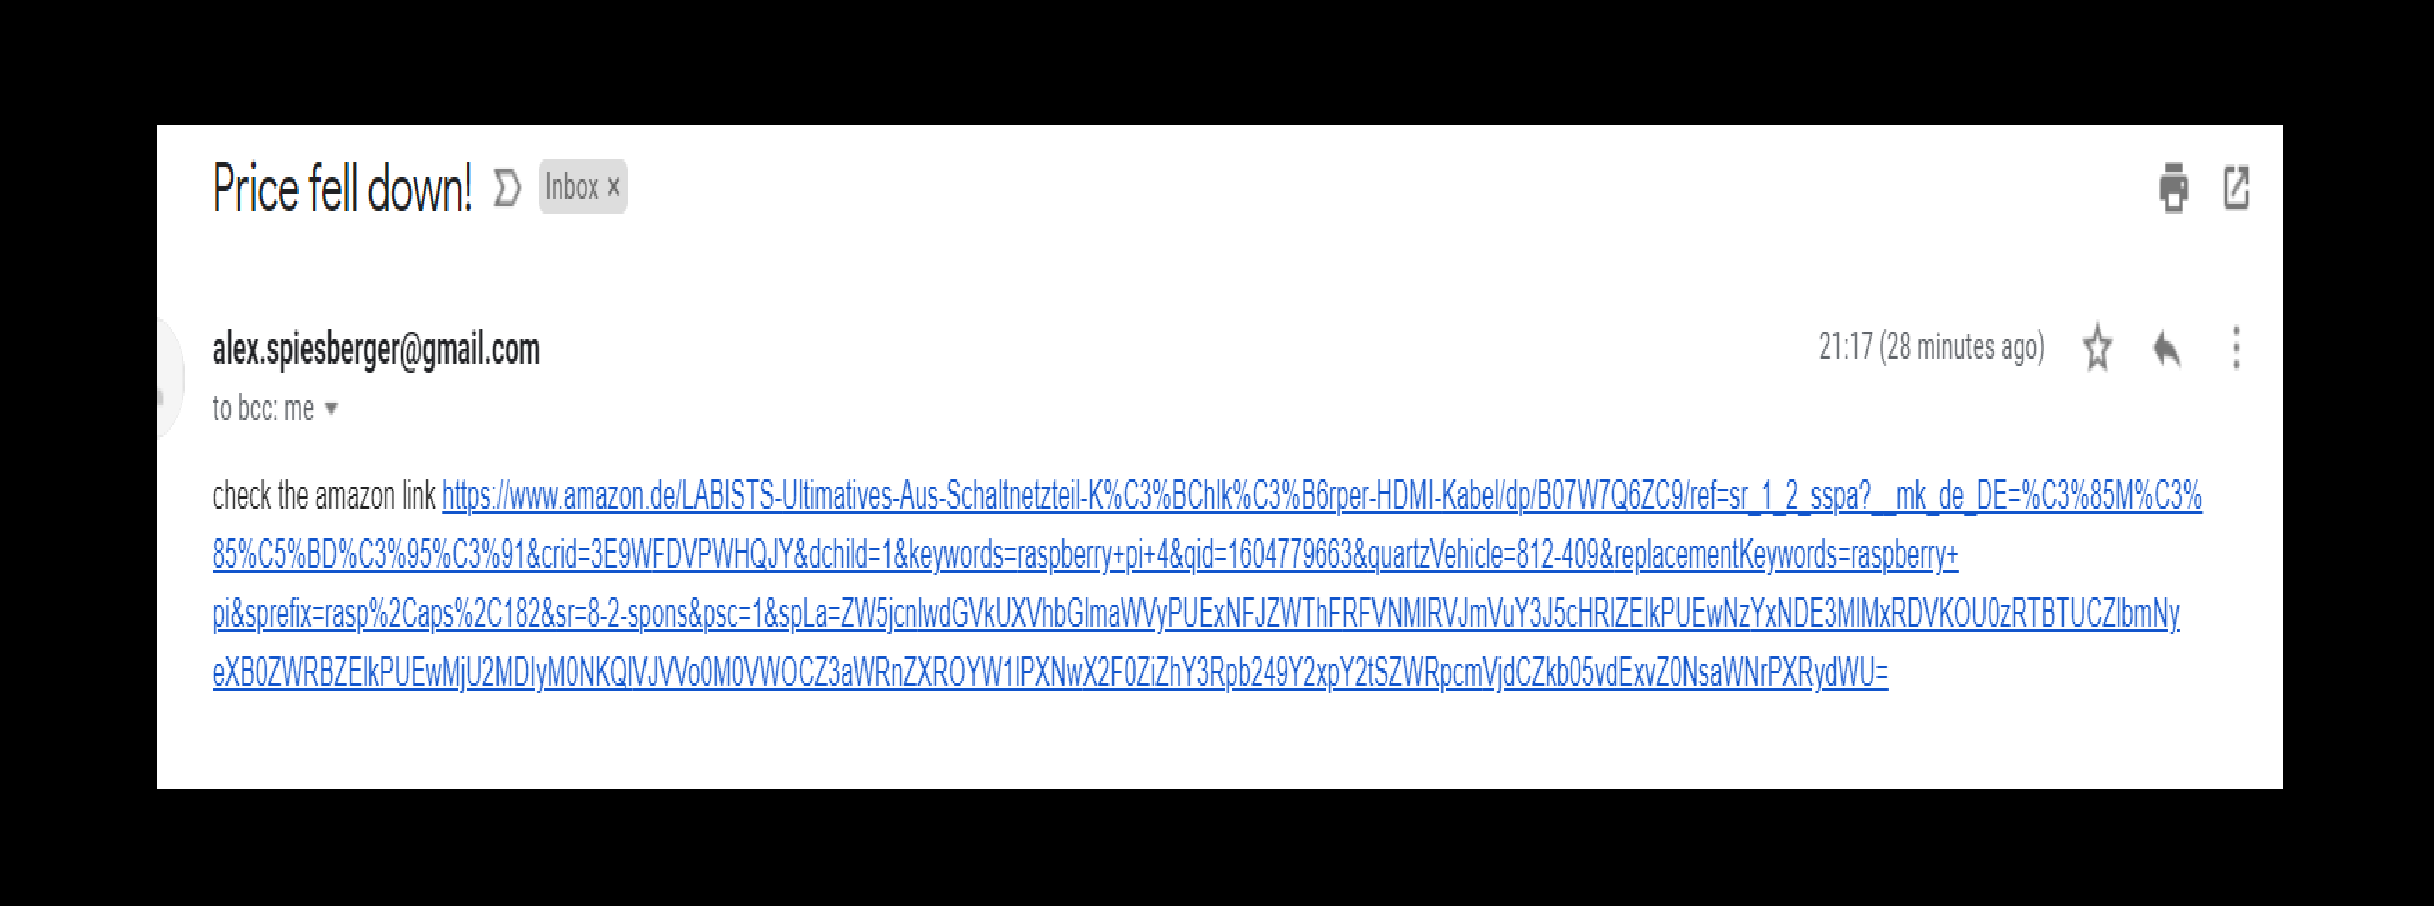 Price fell down! Inbox ×
alex.spiesberger@gmail.com 21:17 (28 minutes ago)
to bcc: me
check the amazon link https://www.amazon.de/LABISTS-Ultimatives-Aus-Schaltnetzteil-K%C3%BChlk%C3%B6rper-HDMI-Kabel/dp/B07W7Q6ZC9/ref=sr_1_2_sspa?__mk_de_DE=%C3%85M%C3%
85%C5%BD%C3%95%C3%91&crid=3E9WFDVPWHQJY&dchild=1&keywords=raspberry+pi+4&qid=1604779663&quartzVehicle=812-409&replacementKeywords=raspberry+
pi&sprefix=rasp%2Caps%2C182&sr=8-2-spons&psc=1&spLa=ZW5jcnlwdGVkUXVhbGlmaWVyPUExNFJZWThFRFVNMlRVJmVuY3J5cHRlZElkPUEwNzYxNDE3MlMxRDVKOU0zRTBTUCZlbmNy
eXB0ZWRBZElkPUEwMjU2MDIyM0NKQlVJVVo0M0VWOCZ3aWRnZXROYW1lPXNwX2F0ZiZhY3Rpb249Y2xpY2tSZWRpcmVjdCZkb05vdExvZ0NsaWNrPXRydWU=